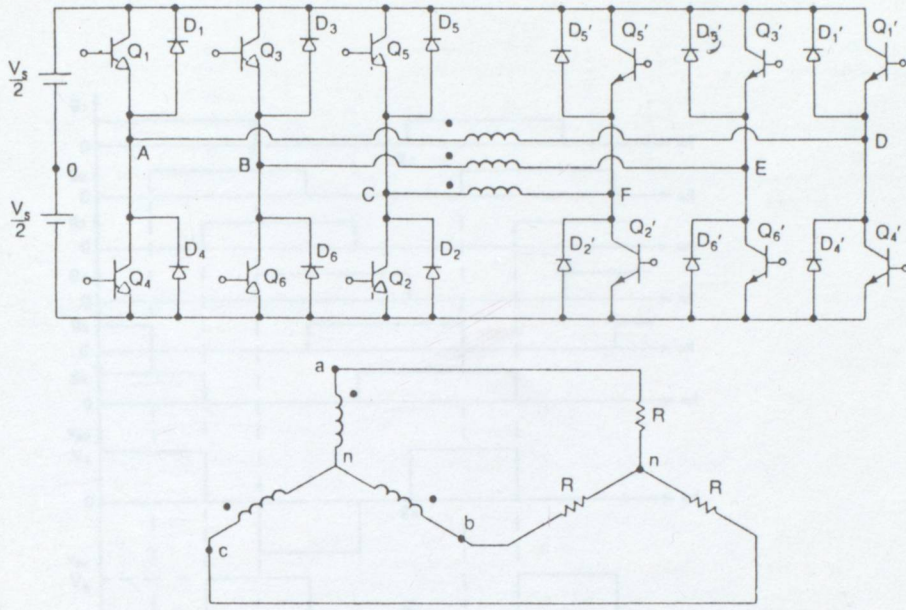 D₁ D₃ D₅ D₅′ Q₅′ D₃′ Q₃′ D₁′ Q₁′
Q₁ Q₃ Q₅
Vₛ/2
A B C D E F
0
Vₛ/2
D₄ D₆ D₂ D₂′ Q₂′ D₆′ Q₆′ D₄′ Q₄′
Q₄ Q₆ Q₂
a
R
n n
R R
b
c